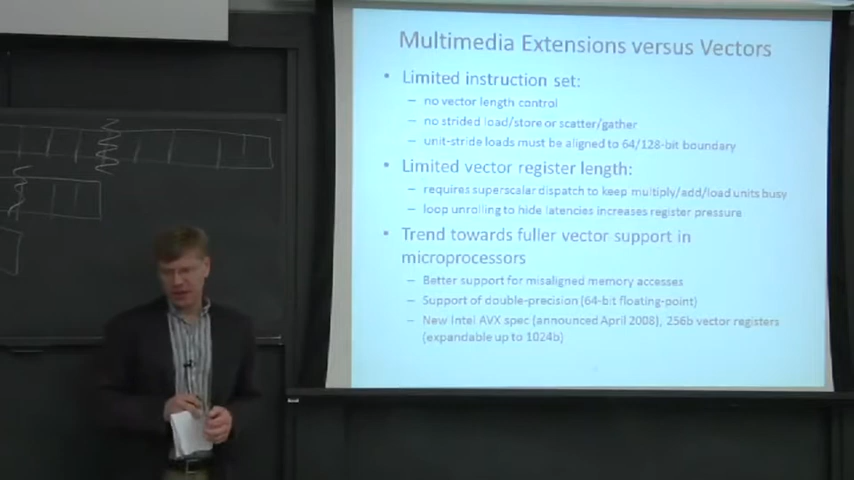 Multimedia Extensions versus Vectors
• Limited instruction set:
– no vector length control
– no strided load/store or scatter/gather
– unit-stride loads must be aligned to 64/128-bit boundary
• Limited vector register length:
– requires superscalar dispatch to keep multiply/add/load units busy
– loop unrolling to hide latencies increases register pressure
• Trend towards fuller vector support in
microprocessors
– Better support for misaligned memory accesses
– Support of double-precision (64-bit floating-point)
– New Intel AVX spec (announced April 2008), 256b vector registers
(expandable up to 1024b)